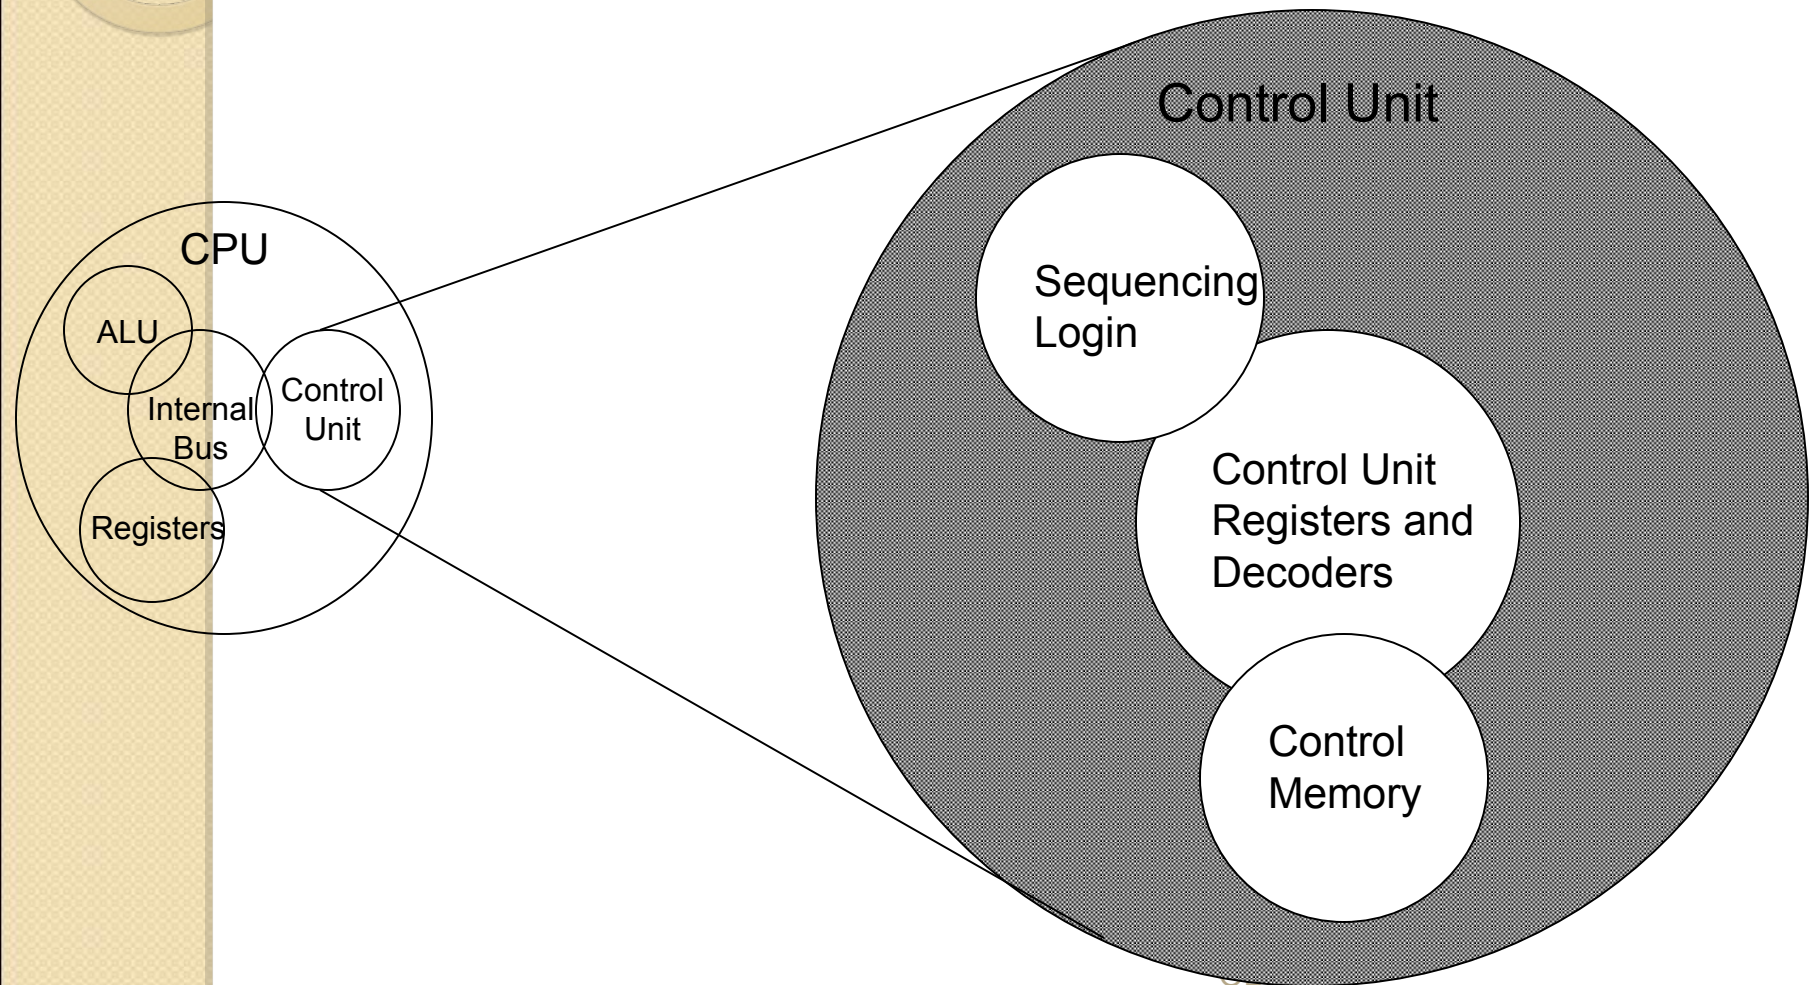 CPU
ALU
Internal
Bus
Control
Unit
Registers
Control Unit
Sequencing
Login
Control Unit
Registers and
Decoders
Control
Memory